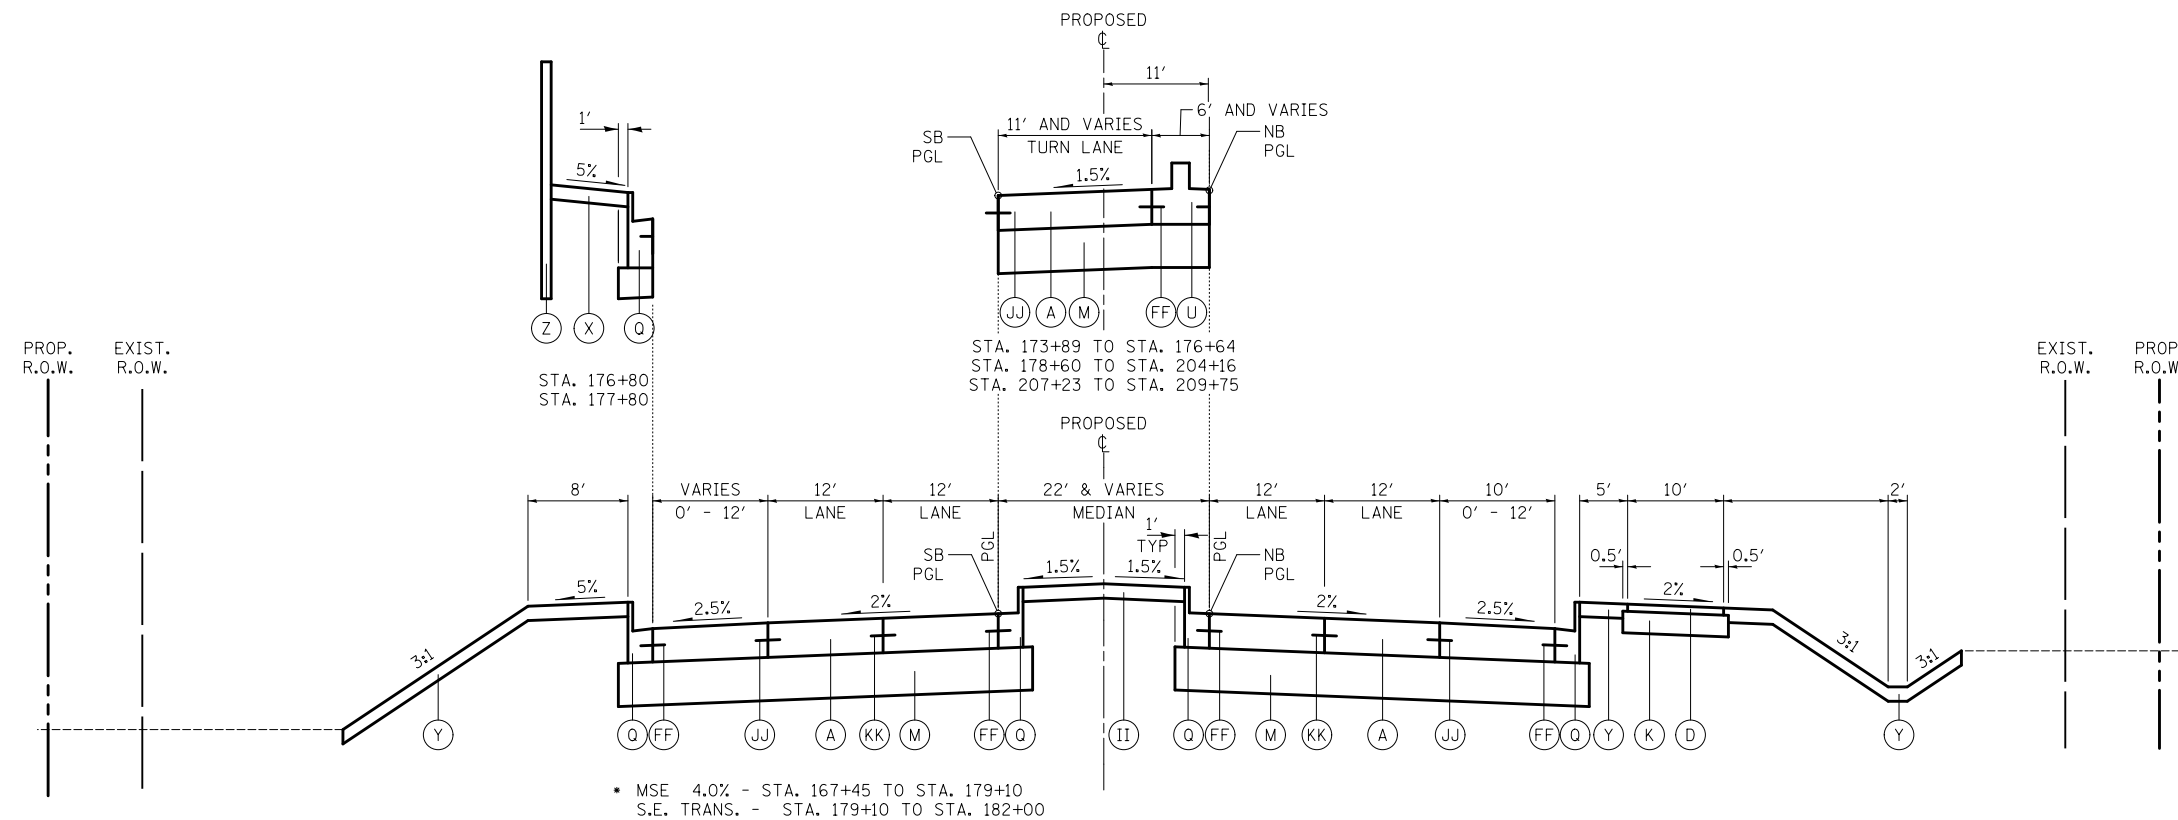 PROPOSED
℄
11'
6' AND VARIES
11' AND VARIES
TURN LANE
SB
PGL
NB
PGL
1.5%
1'
5%
Z X Q
JJ A M FF U
STA. 176+80
STA. 177+80
STA. 173+89 TO STA. 176+64
STA. 178+60 TO STA. 204+16
STA. 207+23 TO STA. 209+75
PROP.
R.O.W.
EXIST.
R.O.W.
EXIST.
R.O.W.
PROP
R.O.W
PROPOSED
℄
8'
VARIES
0' - 12'
12'
LANE
12'
LANE
22' & VARIES
MEDIAN
12'
LANE
12'
LANE
10'
0' - 12'
5'
10'
2'
PGL
1'
TYP
PGL
SB
PGL
NB
PGL
0.5'
0.5'
5%
2.5%
2%
1.5%
1.5%
2%
2.5%
2%
3:1
3:1
3:1
Y Q FF JJ A KK M FF Q II Q FF M KK A JJ FF Q Y K D Y
* MSE 4.0% - STA. 167+45 TO STA. 179+10
S.E. TRANS. - STA. 179+10 TO STA. 182+00